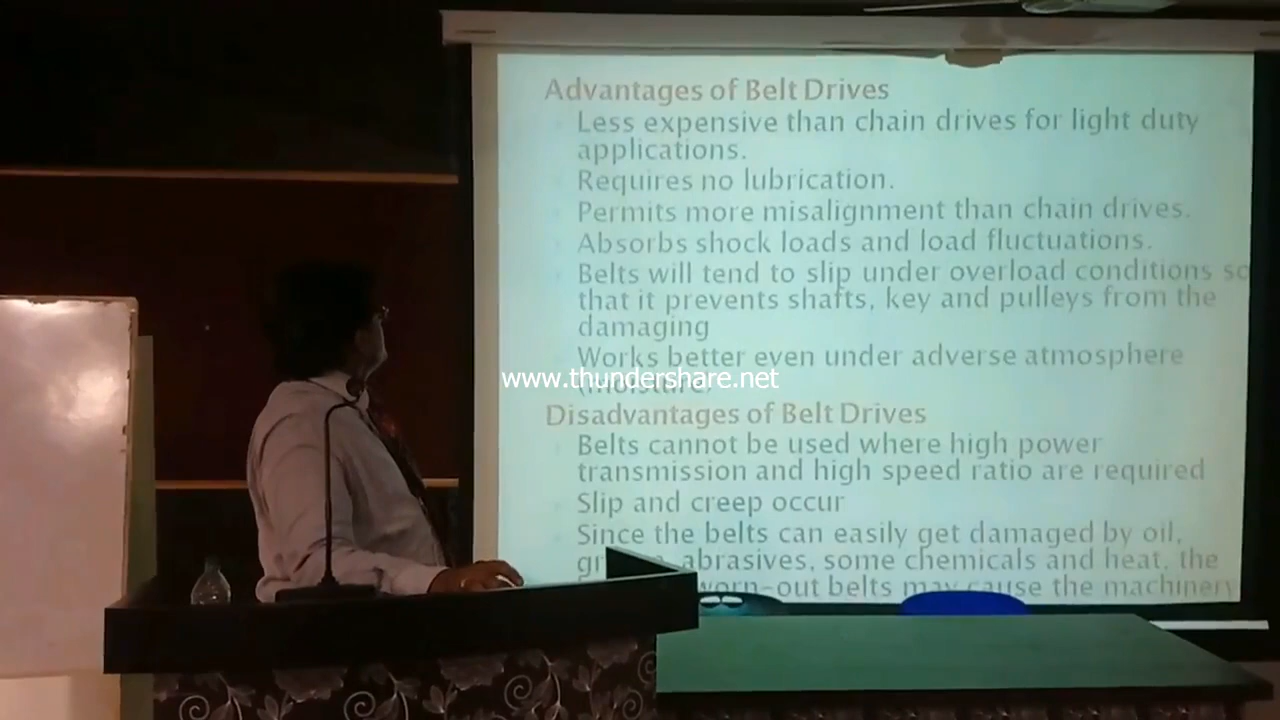 Advantages of Belt Drives
Less expensive than chain drives for light duty
applications.
Requires no lubrication.
Permits more misalignment than chain drives.
Absorbs shock loads and load fluctuations.
Belts will tend to slip under overload conditions so
that it prevents shafts, key and pulleys from the
damaging
Works better even under adverse atmosphere
www.thundershare.net
(moisture)
Disadvantages of Belt Drives
Belts cannot be used where high power
transmission and high speed ratio are required
Slip and creep occur
Since the belts can easily get damaged by oil,
abrasives, some chemicals and heat, the
worn-out belts may cause the machinery